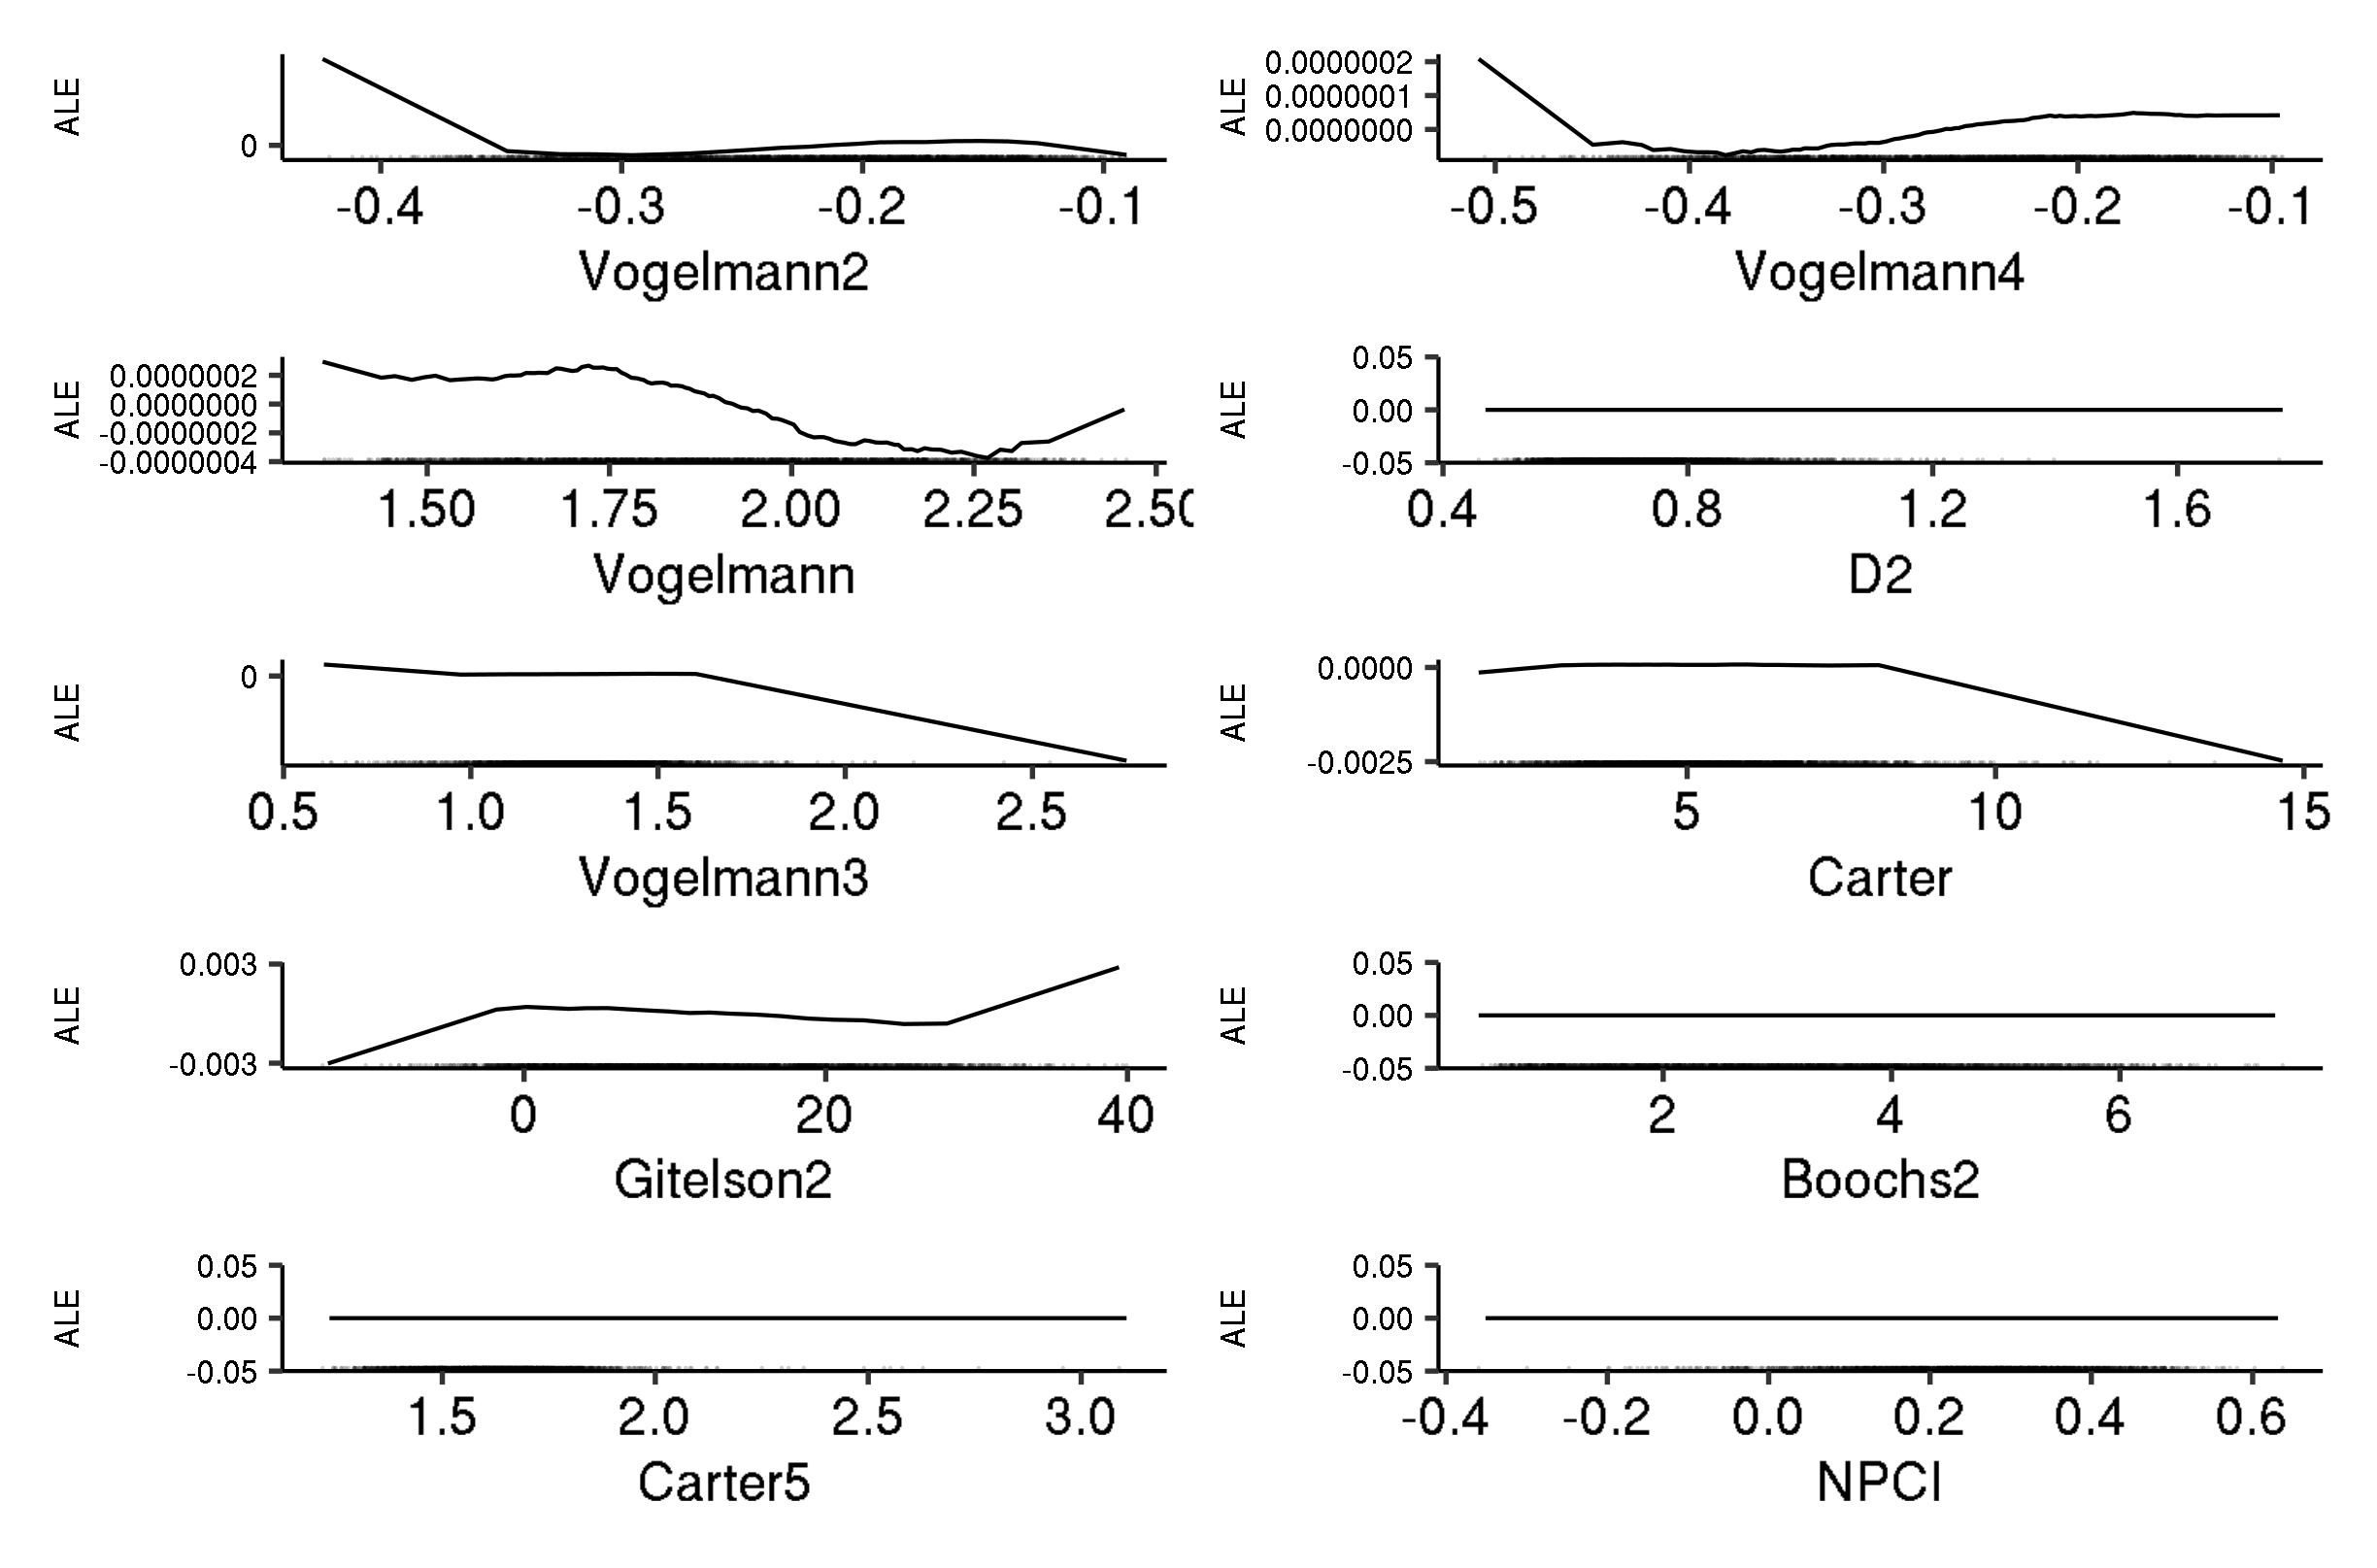 ALE
0
-0.4 -0.3 -0.2 -0.1
Vogelmann2
ALE
0.0000002
0.0000001
0.0000000
-0.5 -0.4 -0.3 -0.2 -0.1
Vogelmann4
ALE
0.0000002
0.0000000
-0.0000002
-0.0000004
1.50 1.75 2.00 2.25 2.50
Vogelmann
ALE
0.05
0.00
-0.05
0.4 0.8 1.2 1.6
D2
ALE
0
0.5 1.0 1.5 2.0 2.5
Vogelmann3
ALE
0.0000
-0.0025
5 10 15
Carter
ALE
0.003
-0.003
0 20 40
Gitelson2
ALE
0.05
0.00
-0.05
2 4 6
Boochs2
ALE
0.05
0.00
-0.05
1.5 2.0 2.5 3.0
Carter5
ALE
0.05
0.00
-0.05
-0.4 -0.2 0.0 0.2 0.4 0.6
NPCI